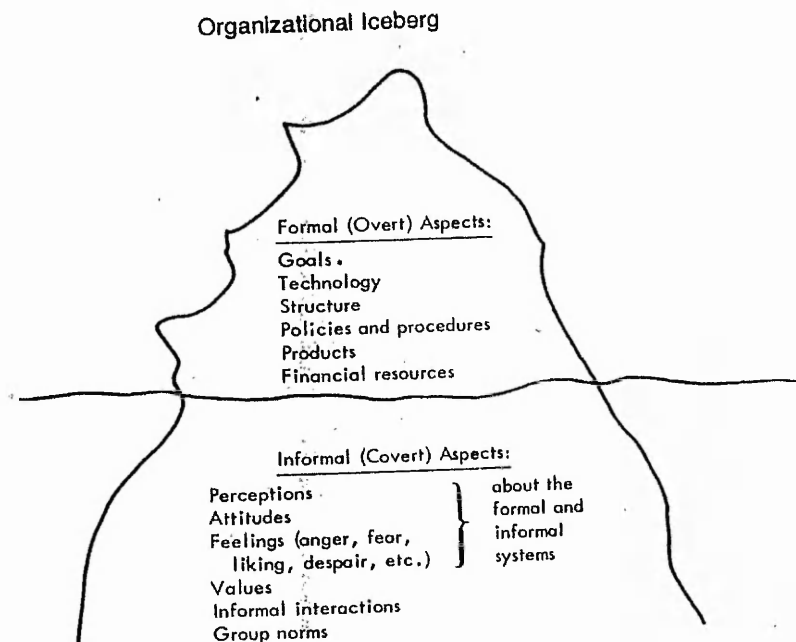 Organizational Iceberg
Formal (Overt) Aspects:
Goals.
Technology
Structure
Policies and procedures
Products
Financial resources
Informal (Covert) Aspects:
Perceptions
Attitudes
Feelings (anger, fear,
liking, despair, etc.)
about the
formal and
informal
systems
Values
Informal interactions
Group norms